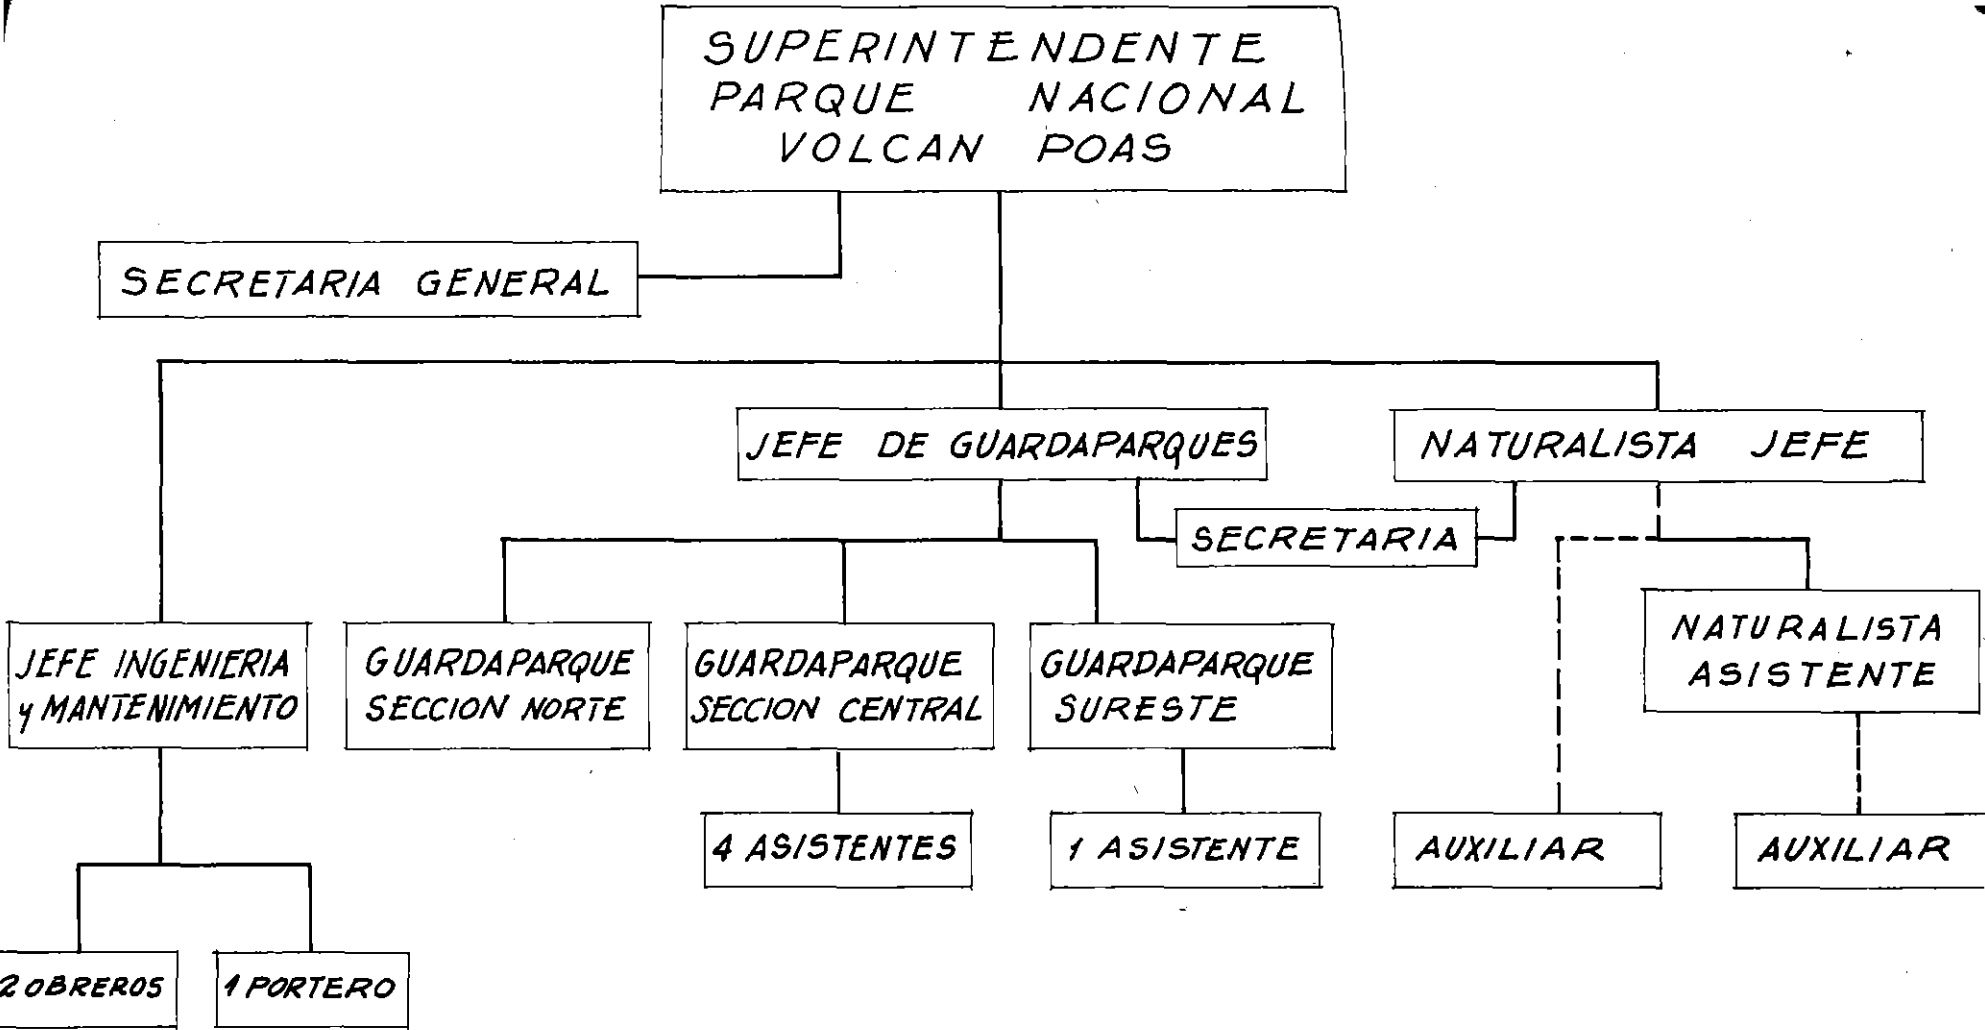 SUPERINTENDENTE
PARQUE NACIONAL
VOLCAN POAS
SECRETARIA GENERAL
JEFE DE GUARDAPARQUES
NATURALISTA JEFE
SECRETARIA
JEFE INGENIERIA
y MANTENIMIENTO
GUARDAPARQUE
SECCION NORTE
GUARDAPARQUE
SECCION CENTRAL
GUARDAPARQUE
SURESTE
NATURALISTA
ASISTENTE
4 ASISTENTES
1 ASISTENTE
AUXILIAR
AUXILIAR
2 OBREROS
1 PORTERO